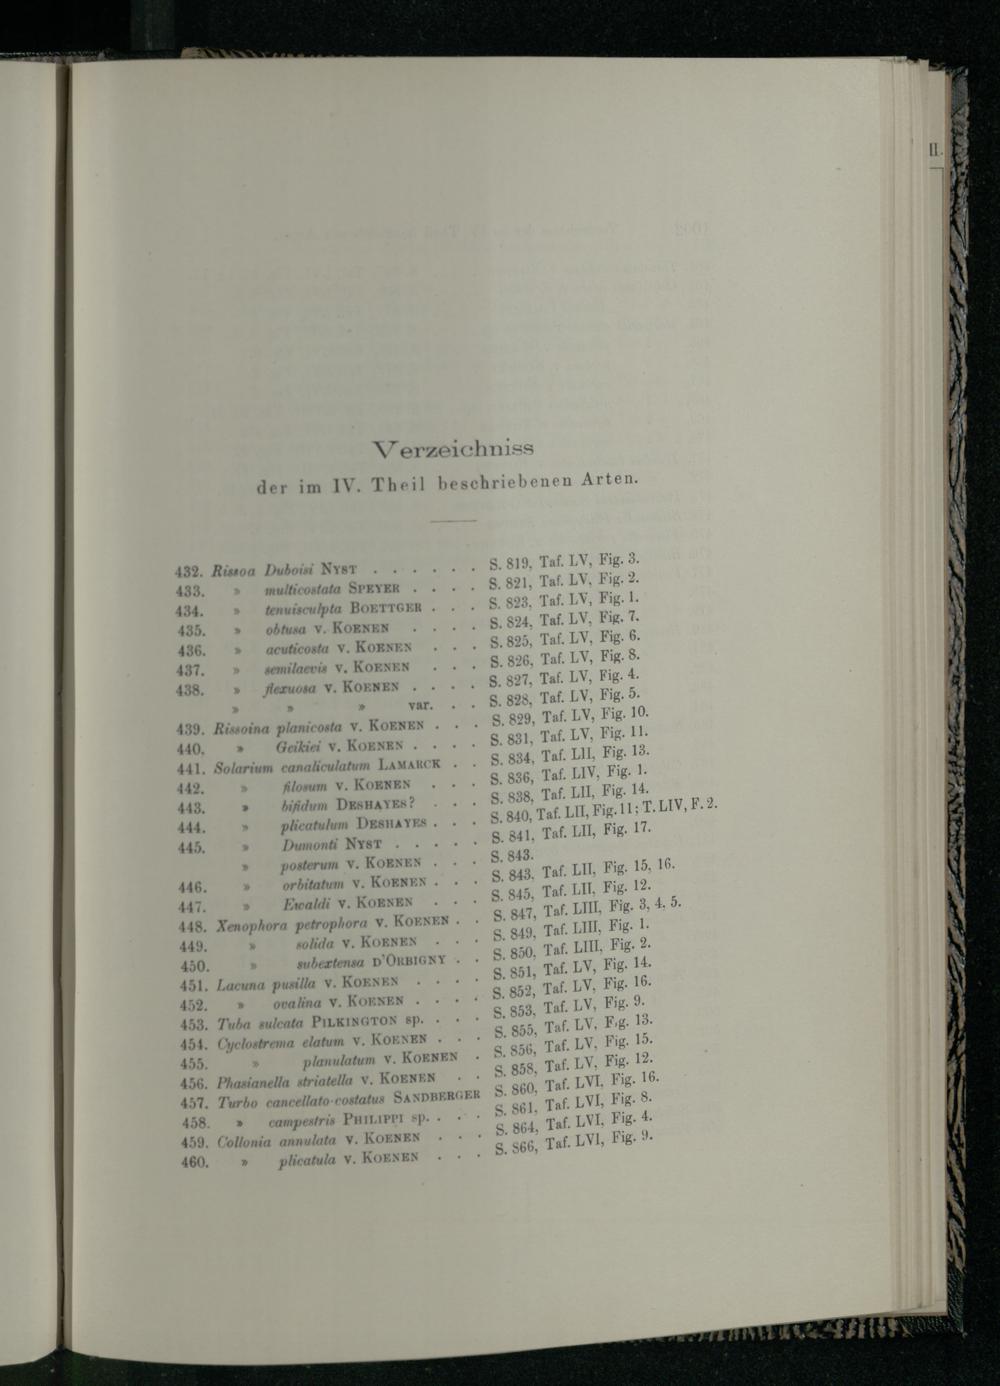 II.
Verzeichniss
der im IV. Theil beschriebenen Arten.
432. Rissoa Duboisi Nyst . . . . . . S. 819, Taf. LV, Fig. 3.
433. » multicostata Speyer . . . . S. 821, Taf. LV, Fig. 2.
434. » tenuisculpta Boettger . . . S. 823, Taf. LV, Fig. 1.
435. » obtusa v. Koenen . . . . S. 824, Taf. LV, Fig. 7.
436. » acuticosta v. Koenen . . . S. 825, Taf. LV, Fig. 6.
437. » semilaevis v. Koenen . . . S. 826, Taf. LV, Fig. 8.
438. » flexuosa v. Koenen . . . . S. 827, Taf. LV, Fig. 4.
» » » var. . . S. 828, Taf. LV, Fig. 5.
439. Rissoina planicosta v. Koenen . . . S. 829, Taf. LV, Fig. 10.
440. » Geikiei v. Koenen . . . . S. 831, Taf. LV, Fig. 11.
441. Solarium canaliculatum Lamarck . . S. 834, Taf. LII, Fig. 13.
442. » filosum v. Koenen . . . S. 836, Taf. LIV, Fig. 1.
443. » bifidum Deshayes? . . . S. 838, Taf. LII, Fig. 14.
444. » plicatulum Deshayes . . . S. 840, Taf. LII, Fig. 11; T. LIV, F. 2.
445. » Dumonti Nyst . . . . . S. 841, Taf. LII, Fig. 17.
» posterum v. Koenen . . . S. 843.
446. » orbitatum v. Koenen . . . S. 843, Taf. LII, Fig. 15, 16.
447. » Ewaldi v. Koenen . . . S. 845, Taf. LII, Fig. 12.
448. Xenophora petrophora v. Koenen . . S. 847, Taf. LIII, Fig. 3, 4, 5.
449. » solida v. Koenen . . . S. 849, Taf. LIII, Fig. 1.
450. » subextensa d'Orbigny . . S. 850, Taf. LIII, Fig. 2.
451. Lacuna pusilla v. Koenen . . . . S. 851, Taf. LV, Fig. 14.
452. » ovalina v. Koenen . . . . S. 852, Taf. LV, Fig. 16.
453. Tuba sulcata Pilkington sp. . . . S. 853, Taf. LV, Fig. 9.
454. Cyclostrema elatum v. Koenen . . . S. 855, Taf. LV, Fig. 13.
455. » planulatum v. Koenen . S. 856, Taf. LV, Fig. 15.
456. Phasianella striatella v. Koenen . . S. 858, Taf. LV, Fig. 12.
457. Turbo cancellato-costatus Sandberger S. 860, Taf. LVI, Fig. 16.
458. » campestris Philippi sp. . . . S. 861, Taf. LVI, Fig. 8.
459. Collonia annulata v. Koenen . . . S. 864, Taf. LVI, Fig. 4.
460. » plicatula v. Koenen . . . S. 866, Taf. LVI, Fig. 9.